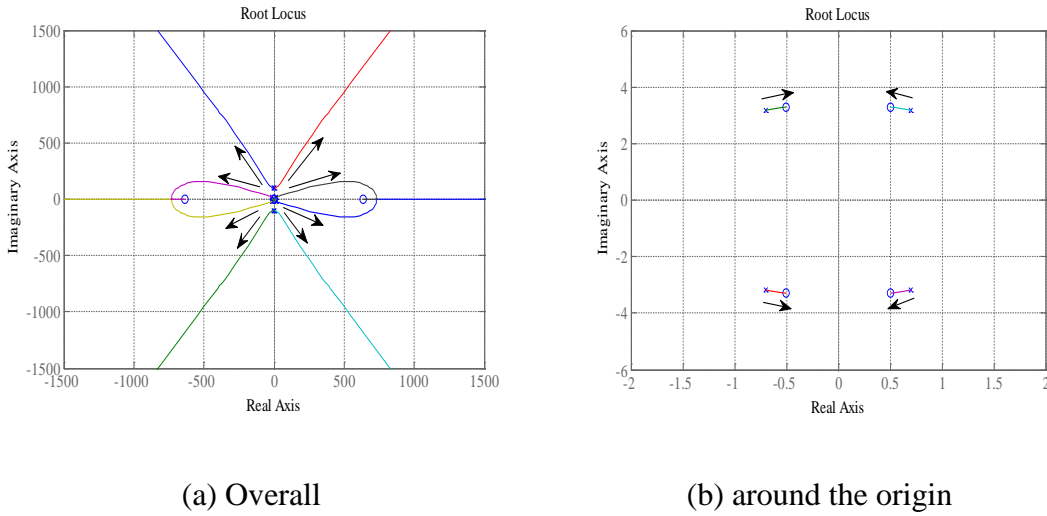 Root Locus
1500
1000
500
0
-500
-1000
-1500
-1500 -1000 -500 0 500 1000 1500
Imaginary Axis
Real Axis
(a) Overall
Root Locus
6
4
2
0
-2
-4
-6
-2 -1.5 -1 -0.5 0 0.5 1 1.5 2
Imaginary Axis
Real Axis
(b) around the origin